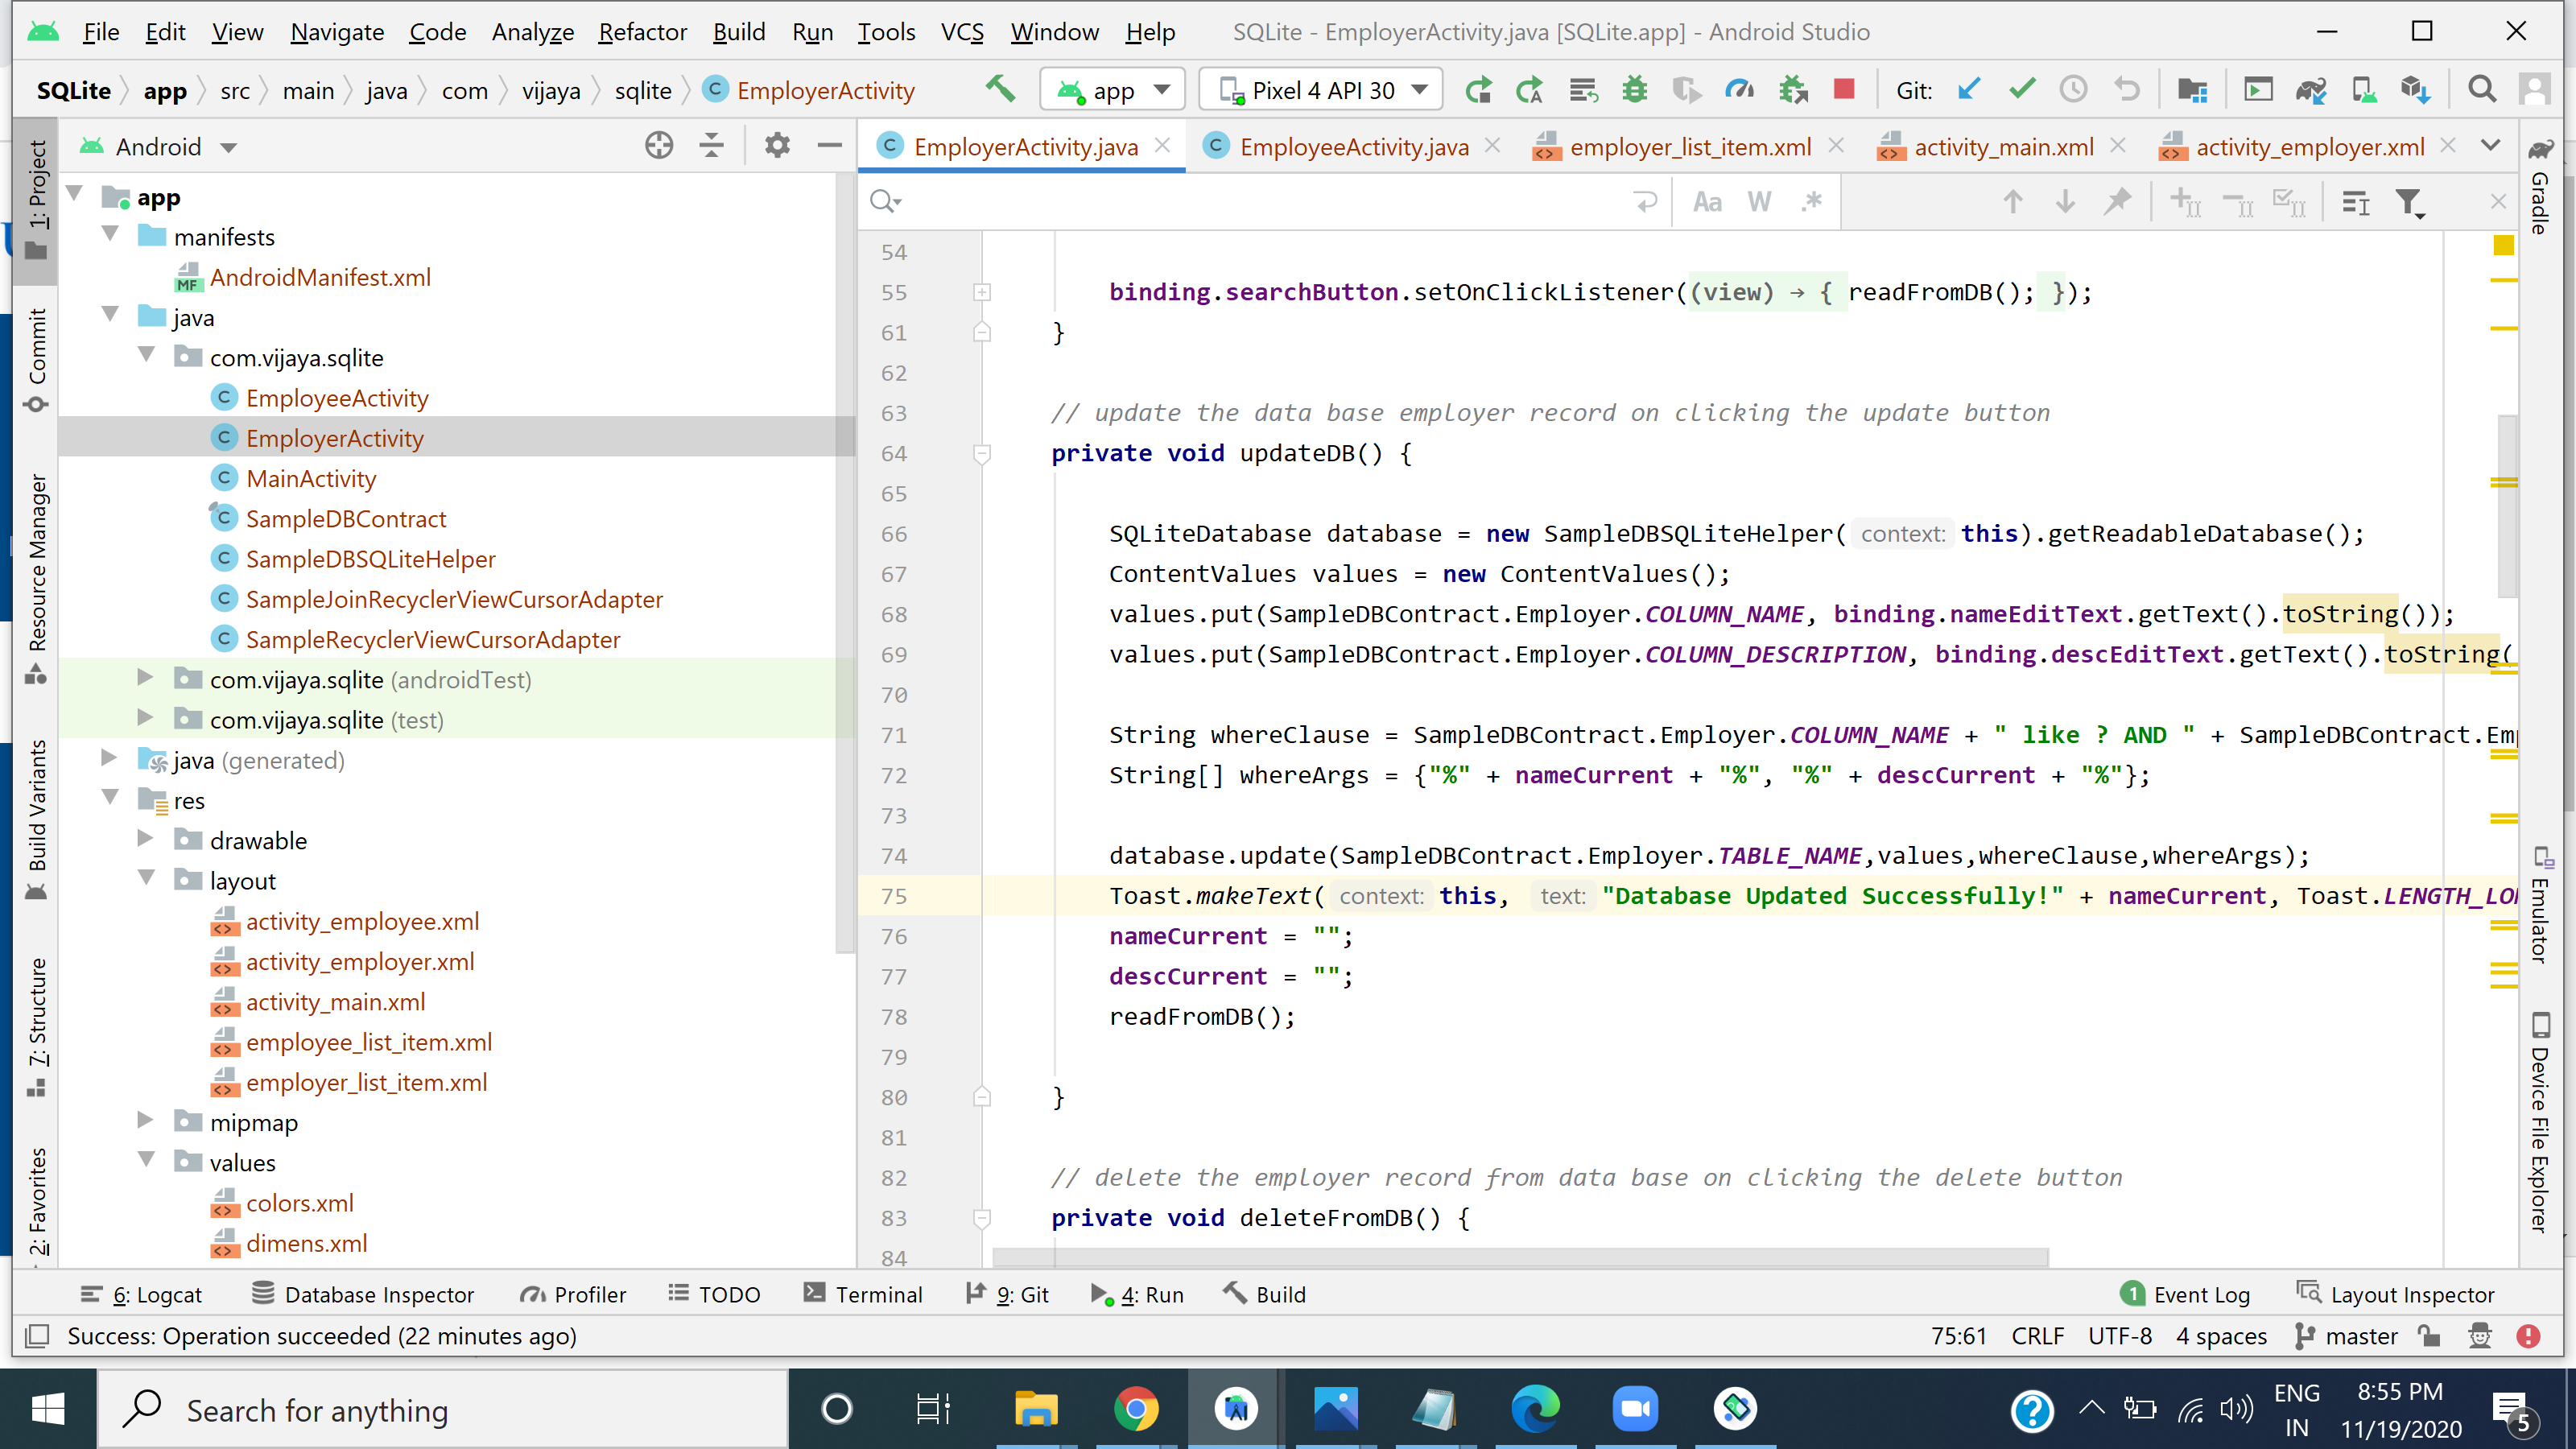 File Edit View Navigate Code Analyze Refactor Build Run Tools VCS Window Help SQLite - EmployerActivity.java [SQLite.app] - Android Studio
SQLite app src main java com vijaya sqlite EmployerActivity app Pixel 4 API 30 Git:
Android
EmployerActivity.java EmployeeActivity.java employer_list_item.xml activity_main.xml activity_employer.xml
Aa W .*
1: Project
Commit
Resource Manager
Build Variants
7: Structure
2: Favorites
app
manifests
AndroidManifest.xml
java
com.vijaya.sqlite
EmployeeActivity
EmployerActivity
MainActivity
SampleDBContract
SampleDBSQLiteHelper
SampleJoinRecyclerViewCursorAdapter
SampleRecyclerViewCursorAdapter
com.vijaya.sqlite (androidTest)
com.vijaya.sqlite (test)
java (generated)
res
drawable
layout
activity_employee.xml
activity_employer.xml
activity_main.xml
employee_list_item.xml
employer_list_item.xml
mipmap
values
colors.xml
dimens.xml
54
55 binding.searchButton.setOnClickListener((view) → { readFromDB(); });
61 }
62
63 // update the data base employer record on clicking the update button
64 private void updateDB() {
65
66 SQLiteDatabase database = new SampleDBSQLiteHelper( context: this).getReadableDatabase();
67 ContentValues values = new ContentValues();
68 values.put(SampleDBContract.Employer.COLUMN_NAME, binding.nameEditText.getText().toString());
69 values.put(SampleDBContract.Employer.COLUMN_DESCRIPTION, binding.descEditText.getText().toString(
70
71 String whereClause = SampleDBContract.Employer.COLUMN_NAME + " like ? AND " + SampleDBContract.Emp
72 String[] whereArgs = {"%" + nameCurrent + "%", "%" + descCurrent + "%"};
73
74 database.update(SampleDBContract.Employer.TABLE_NAME,values,whereClause,whereArgs);
75 Toast.makeText( context: this, text: "Database Updated Successfully!" + nameCurrent, Toast.LENGTH_LON
76 nameCurrent = "";
77 descCurrent = "";
78 readFromDB();
79
80 }
81
82 // delete the employer record from data base on clicking the delete button
83 private void deleteFromDB() {
84
Gradle
Emulator
Device File Explorer
6: Logcat Database Inspector Profiler TODO Terminal 9: Git 4: Run Build 1 Event Log Layout Inspector
Success: Operation succeeded (22 minutes ago) 75:61 CRLF UTF-8 4 spaces master
Search for anything
ENG
IN
8:55 PM
11/19/2020
5